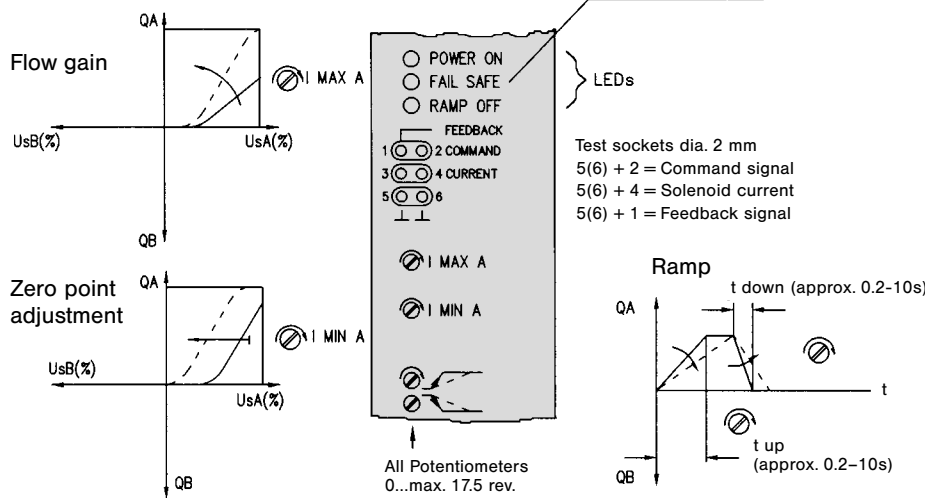 QA
Flow gain
I MAX A
UsB(%)
UsA(%)
QB
QA
Zero point
adjustment
I MIN A
UsB(%)
UsA(%)
QB
POWER ON
FAIL SAFE
RAMP OFF
LEDs
FEEDBACK
1 2 COMMAND
3 4 CURRENT
5 6
I MAX A
I MIN A
All Potentiometers
0...max. 17.5 rev.
Test sockets dia. 2 mm
5(6) + 2 = Command signal
5(6) + 4 = Solenoid current
5(6) + 1 = Feedback signal
Ramp
t down (approx. 0.2-10s)
QA
t
t up
(approx. 0.2–10s)
QB